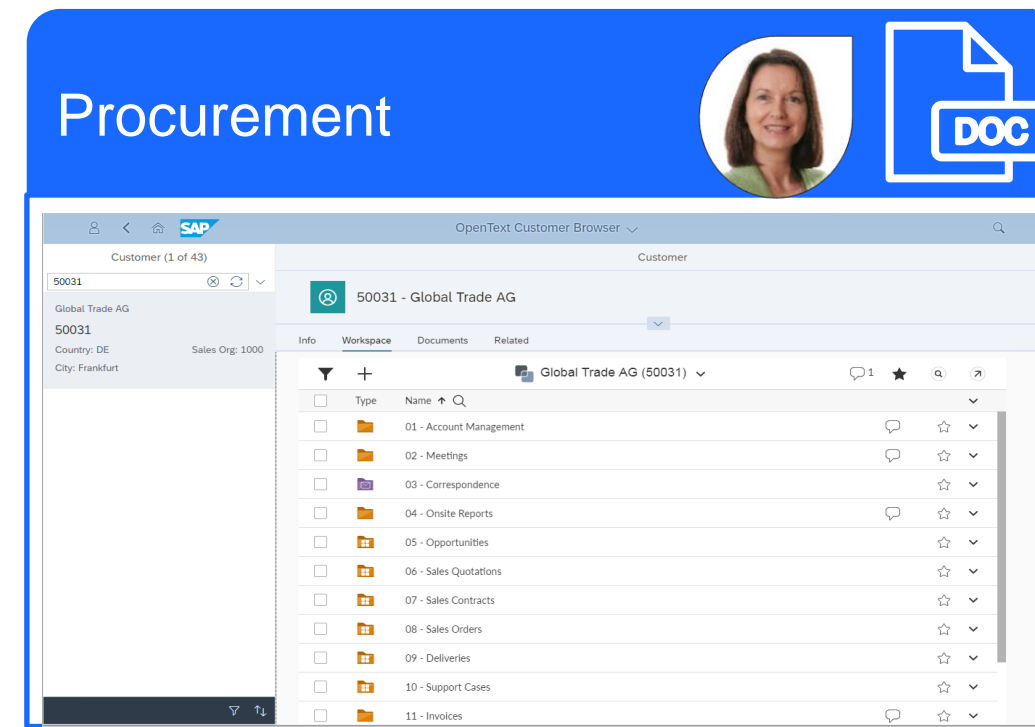 Procurement
DOC
SAP
OpenText Customer Browser
Customer (1 of 43)
Customer
50031
50031 - Global Trade AG
Global Trade AG
50031
Country: DE Sales Org: 1000
City: Frankfurt
Info Workspace Documents Related
Global Trade AG (50031) 1
Type Name
01 - Account Management
02 - Meetings
03 - Correspondence
04 - Onsite Reports
05 - Opportunities
06 - Sales Quotations
07 - Sales Contracts
08 - Sales Orders
09 - Deliveries
10 - Support Cases
11 - Invoices